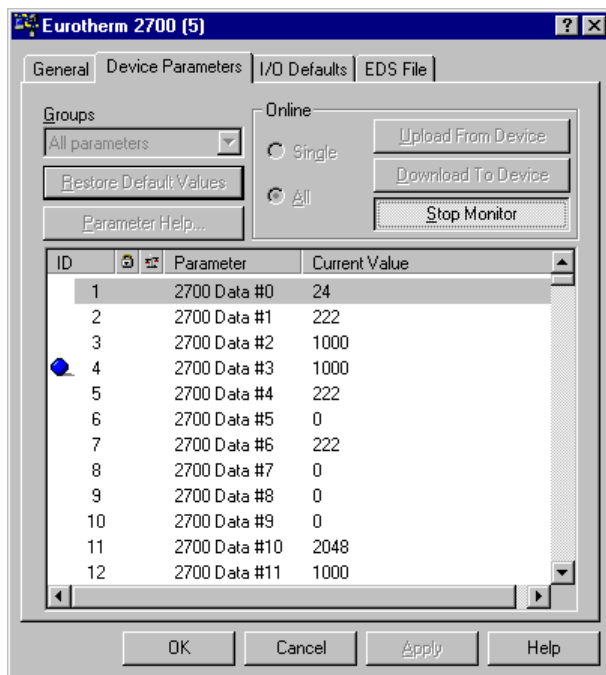 Eurotherm 2700 (5)
General Device Parameters I/O Defaults EDS File
Groups
All parameters
Restore Default Values
Parameter Help...
Online
Single
All
Upload From Device
Download To Device
Stop Monitor
ID Parameter Current Value
1 2700 Data #0 24
2 2700 Data #1 222
3 2700 Data #2 1000
4 2700 Data #3 1000
5 2700 Data #4 222
6 2700 Data #5 0
7 2700 Data #6 222
8 2700 Data #7 0
9 2700 Data #8 0
10 2700 Data #9 0
11 2700 Data #10 2048
12 2700 Data #11 1000
OK Cancel Apply Help